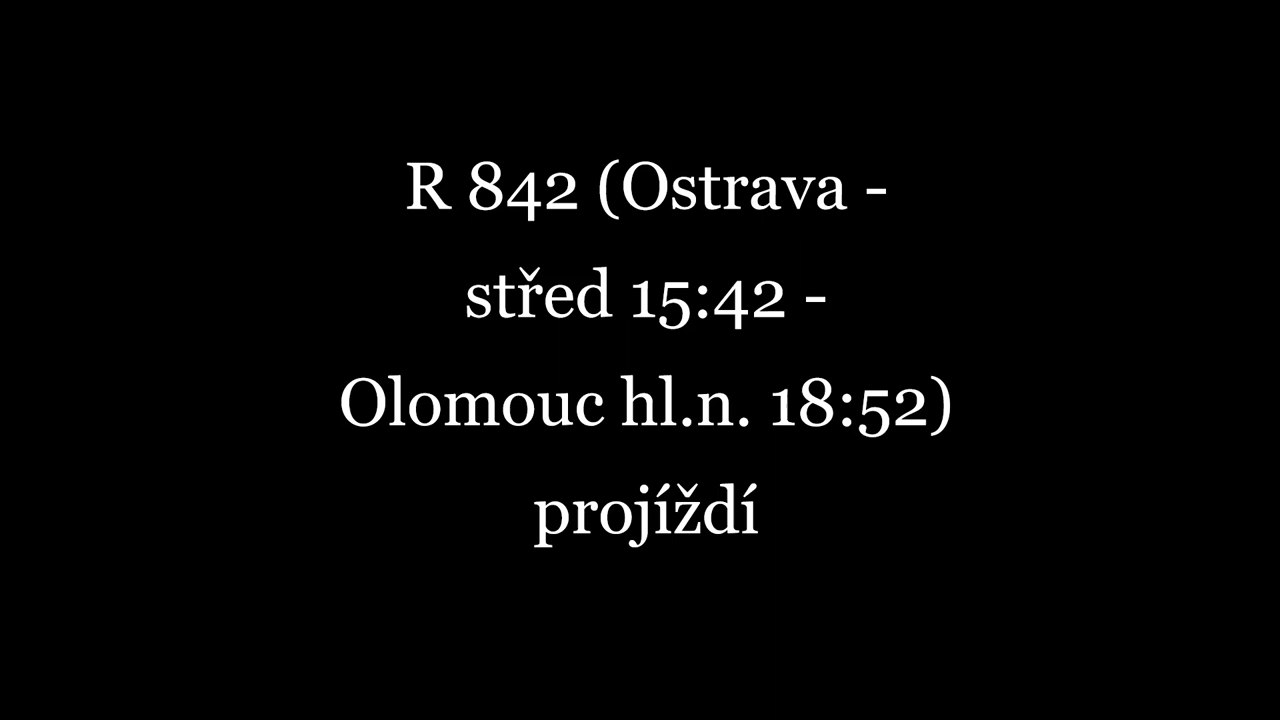 R 842 (Ostrava -
střed 15:42 -
Olomouc hl.n. 18:52)
projíždí